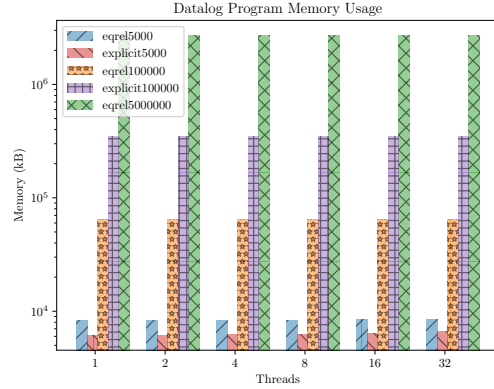 Datalog Program Memory Usage
eqrel5000
explicit5000
eqrel100000
explicit100000
eqrel5000000
10^6
10^5
10^4
Memory (kB)
1 2 4 8 16 32
Threads